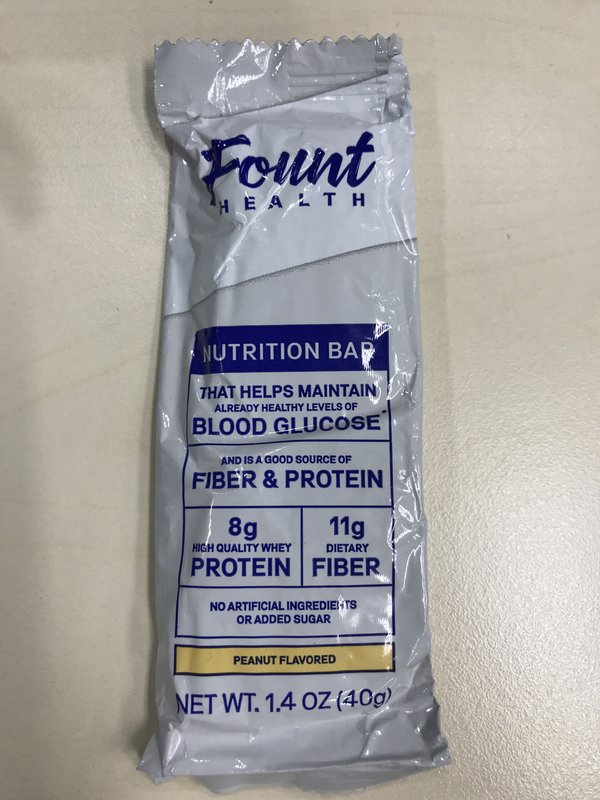 Fount
HEALTH
NUTRITION BAR
THAT HELPS MAINTAIN
ALREADY HEALTHY LEVELS OF
BLOOD GLUCOSE*
AND IS A GOOD SOURCE OF
FIBER & PROTEIN
8g
HIGH QUALITY WHEY
PROTEIN
11g
DIETARY
FIBER
NO ARTIFICIAL INGREDIENTS
OR ADDED SUGAR
PEANUT FLAVORED
NET WT. 1.4 OZ (40g)